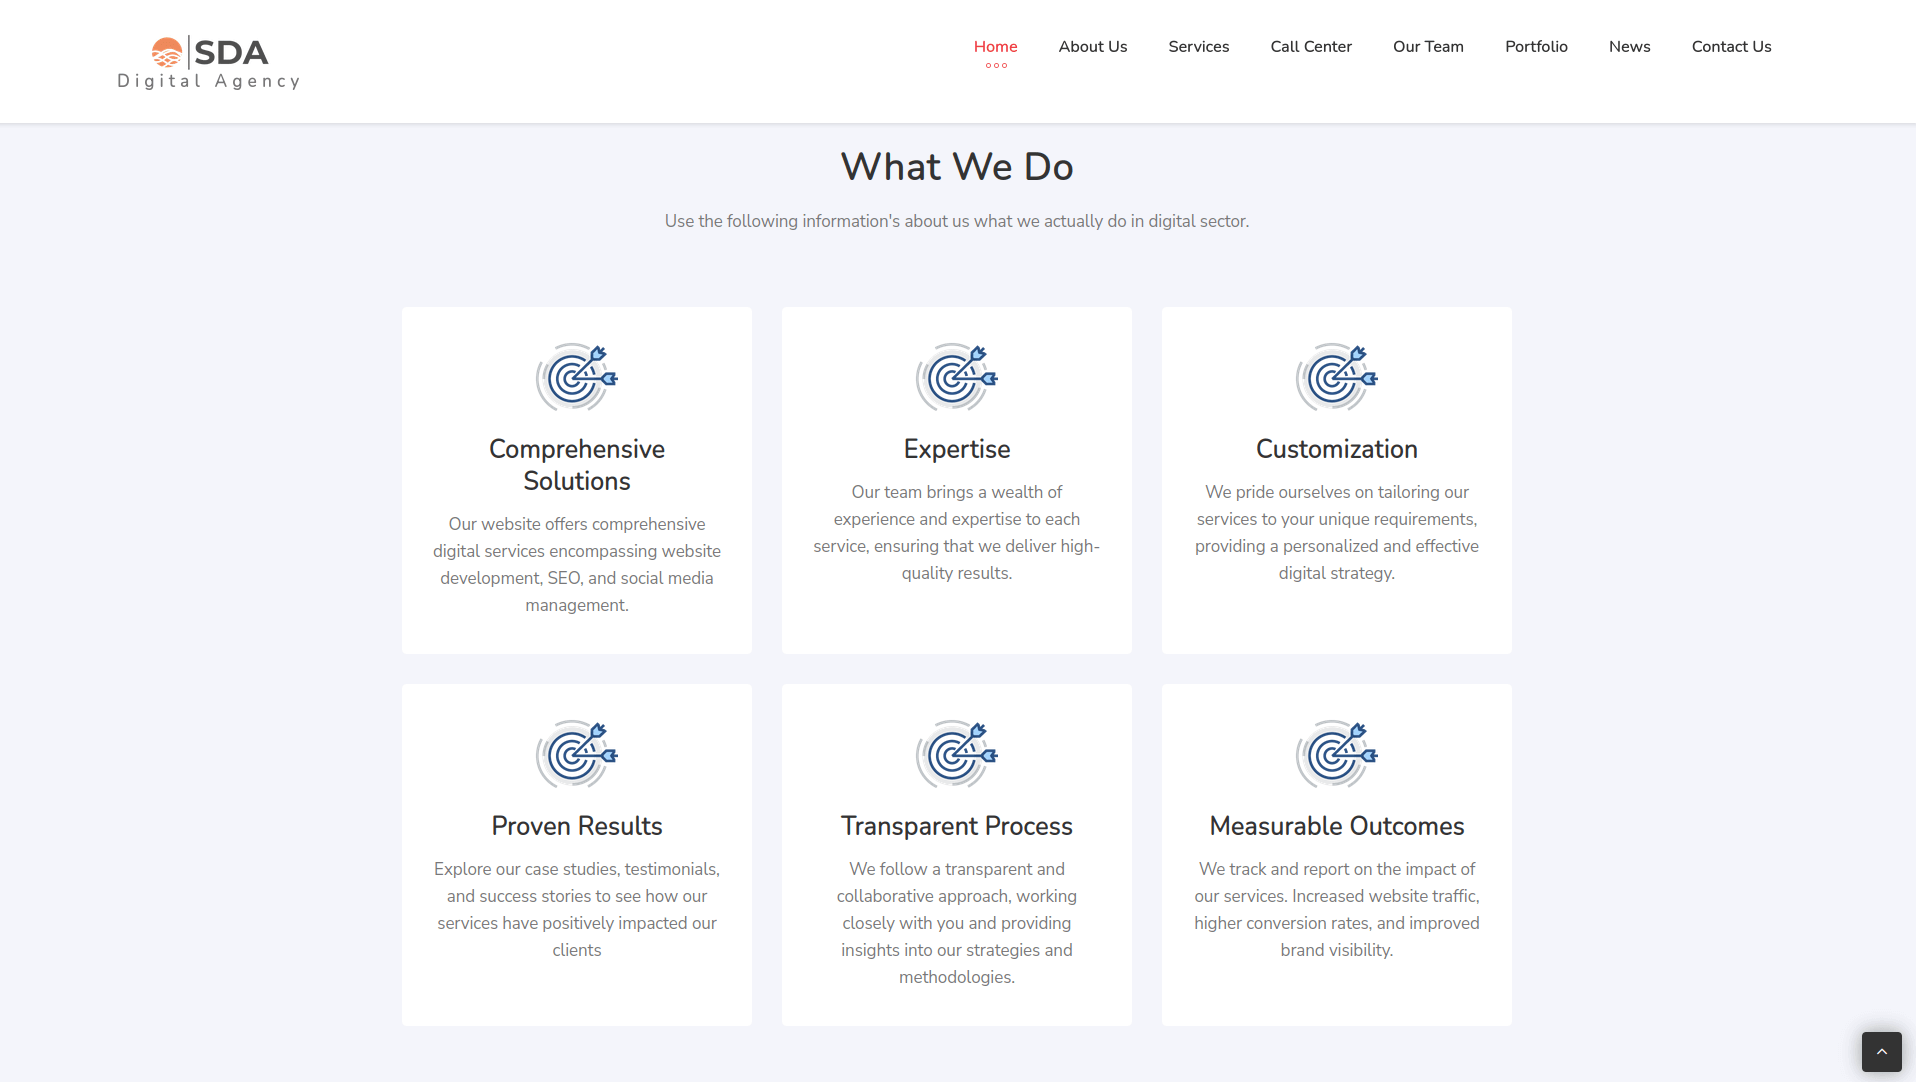 SDA
Digital Agency
Home
About Us
Services
Call Center
Our Team
Portfolio
News
Contact Us
What We Do
Use the following information's about us what we actually do in digital sector.
Comprehensive
Solutions
Our website offers comprehensive
digital services encompassing website
development, SEO, and social media
management.
Expertise
Our team brings a wealth of
experience and expertise to each
service, ensuring that we deliver high-
quality results.
Customization
We pride ourselves on tailoring our
services to your unique requirements,
providing a personalized and effective
digital strategy.
Proven Results
Explore our case studies, testimonials,
and success stories to see how our
services have positively impacted our
clients
Transparent Process
We follow a transparent and
collaborative approach, working
closely with you and providing
insights into our strategies and
methodologies.
Measurable Outcomes
We track and report on the impact of
our services. Increased website traffic,
higher conversion rates, and improved
brand visibility.